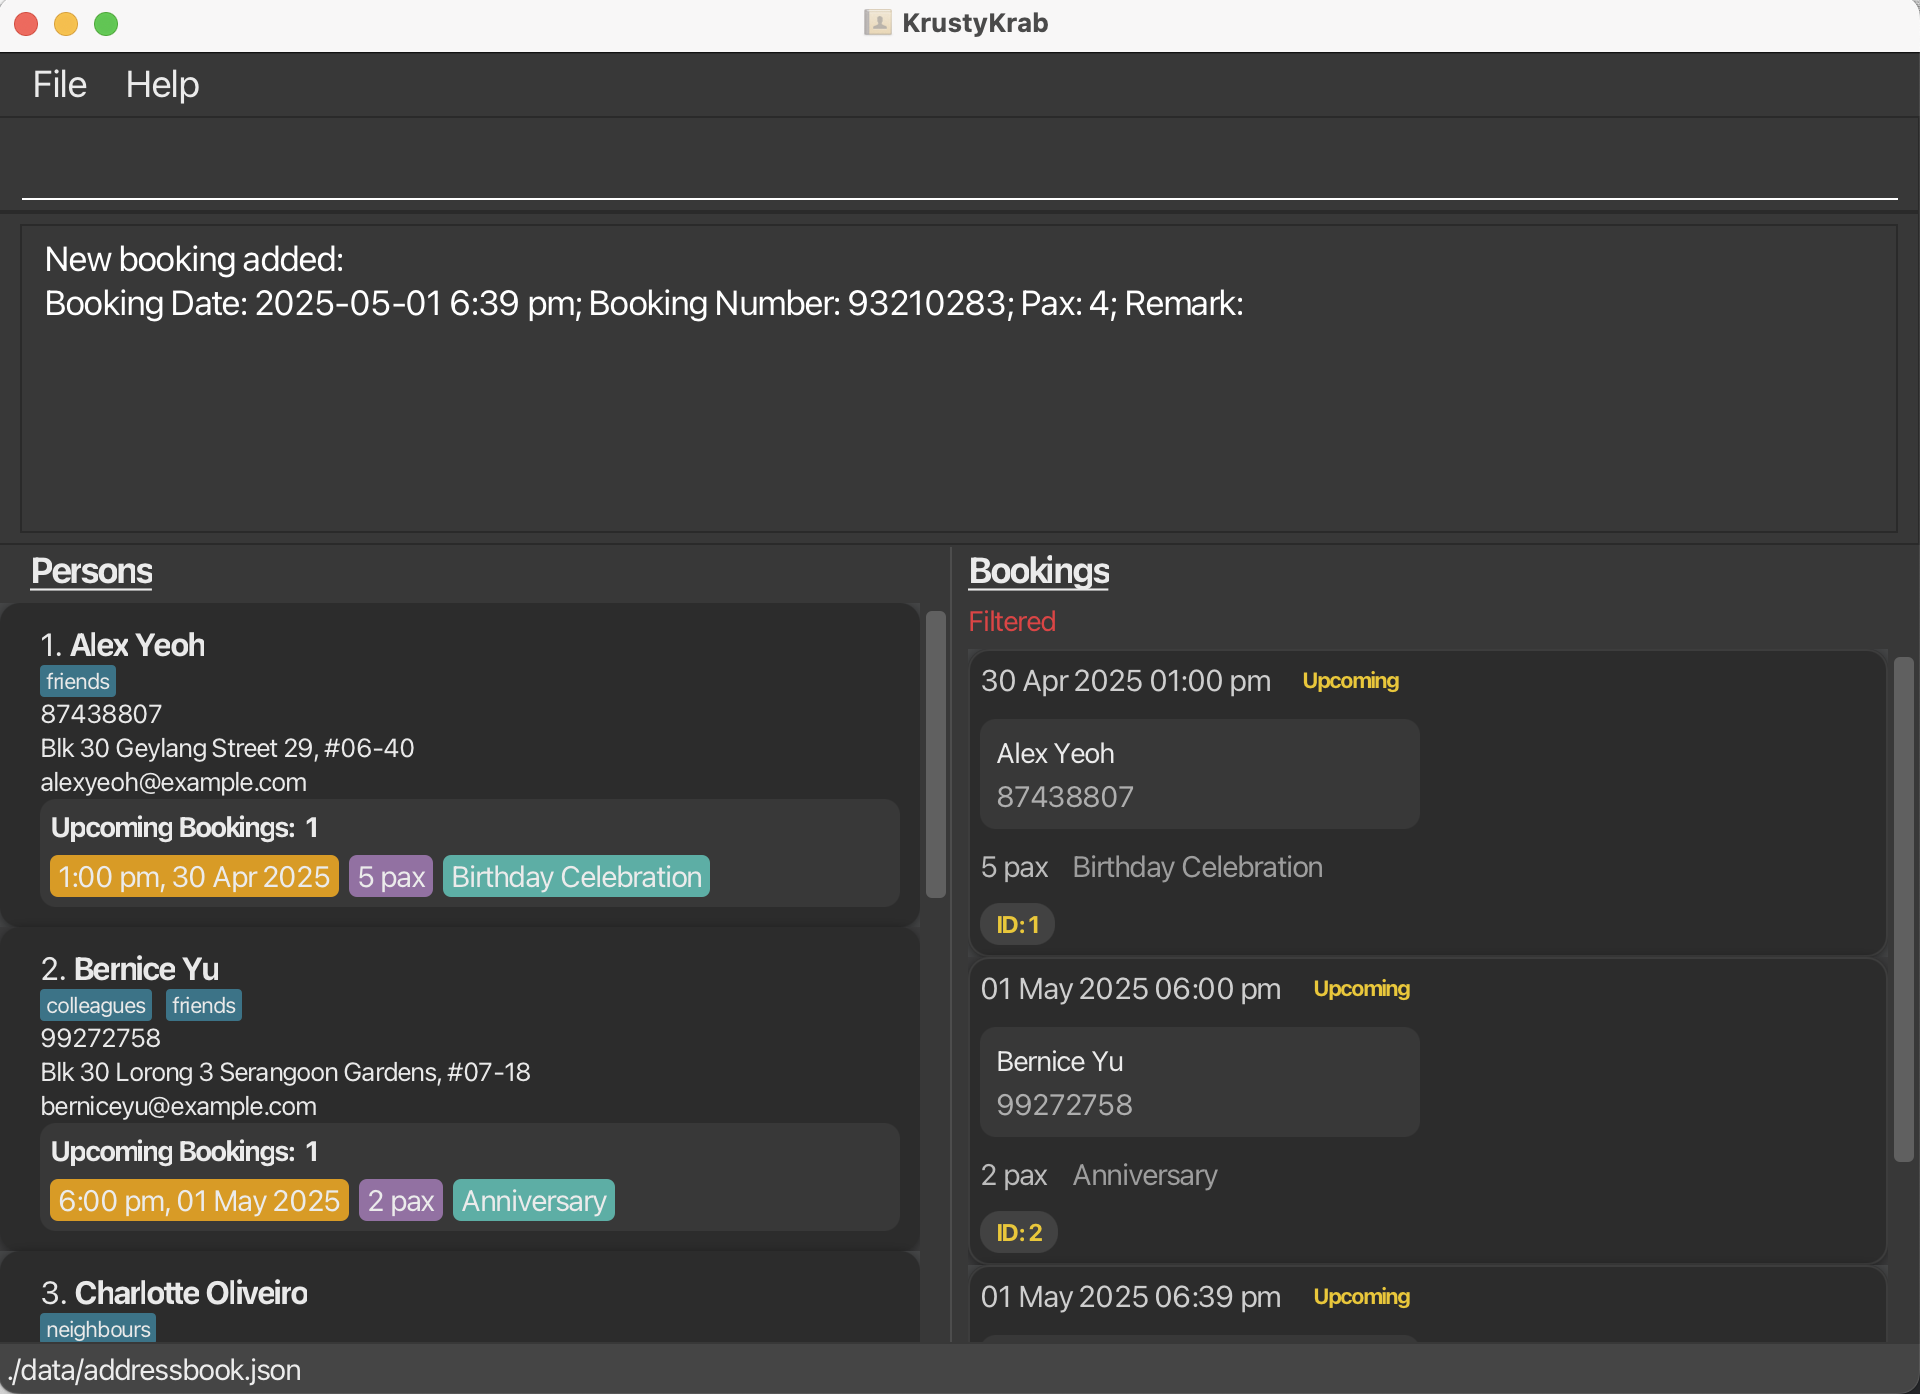 KrustyKrab
File Help
New booking added:
Booking Date: 2025-05-01 6:39 pm; Booking Number: 93210283; Pax: 4; Remark:
Persons
1. Alex Yeoh
friends
87438807
Blk 30 Geylang Street 29, #06-40
alexyeoh@example.com
Upcoming Bookings: 1
1:00 pm, 30 Apr 2025 5 pax Birthday Celebration
2. Bernice Yu
colleagues friends
99272758
Blk 30 Lorong 3 Serangoon Gardens, #07-18
berniceyu@example.com
Upcoming Bookings: 1
6:00 pm, 01 May 2025 2 pax Anniversary
3. Charlotte Oliveiro
neighbours
Bookings
Filtered
30 Apr 2025 01:00 pm Upcoming
Alex Yeoh
87438807
5 pax Birthday Celebration
ID: 1
01 May 2025 06:00 pm Upcoming
Bernice Yu
99272758
2 pax Anniversary
ID: 2
01 May 2025 06:39 pm Upcoming
./data/addressbook.json